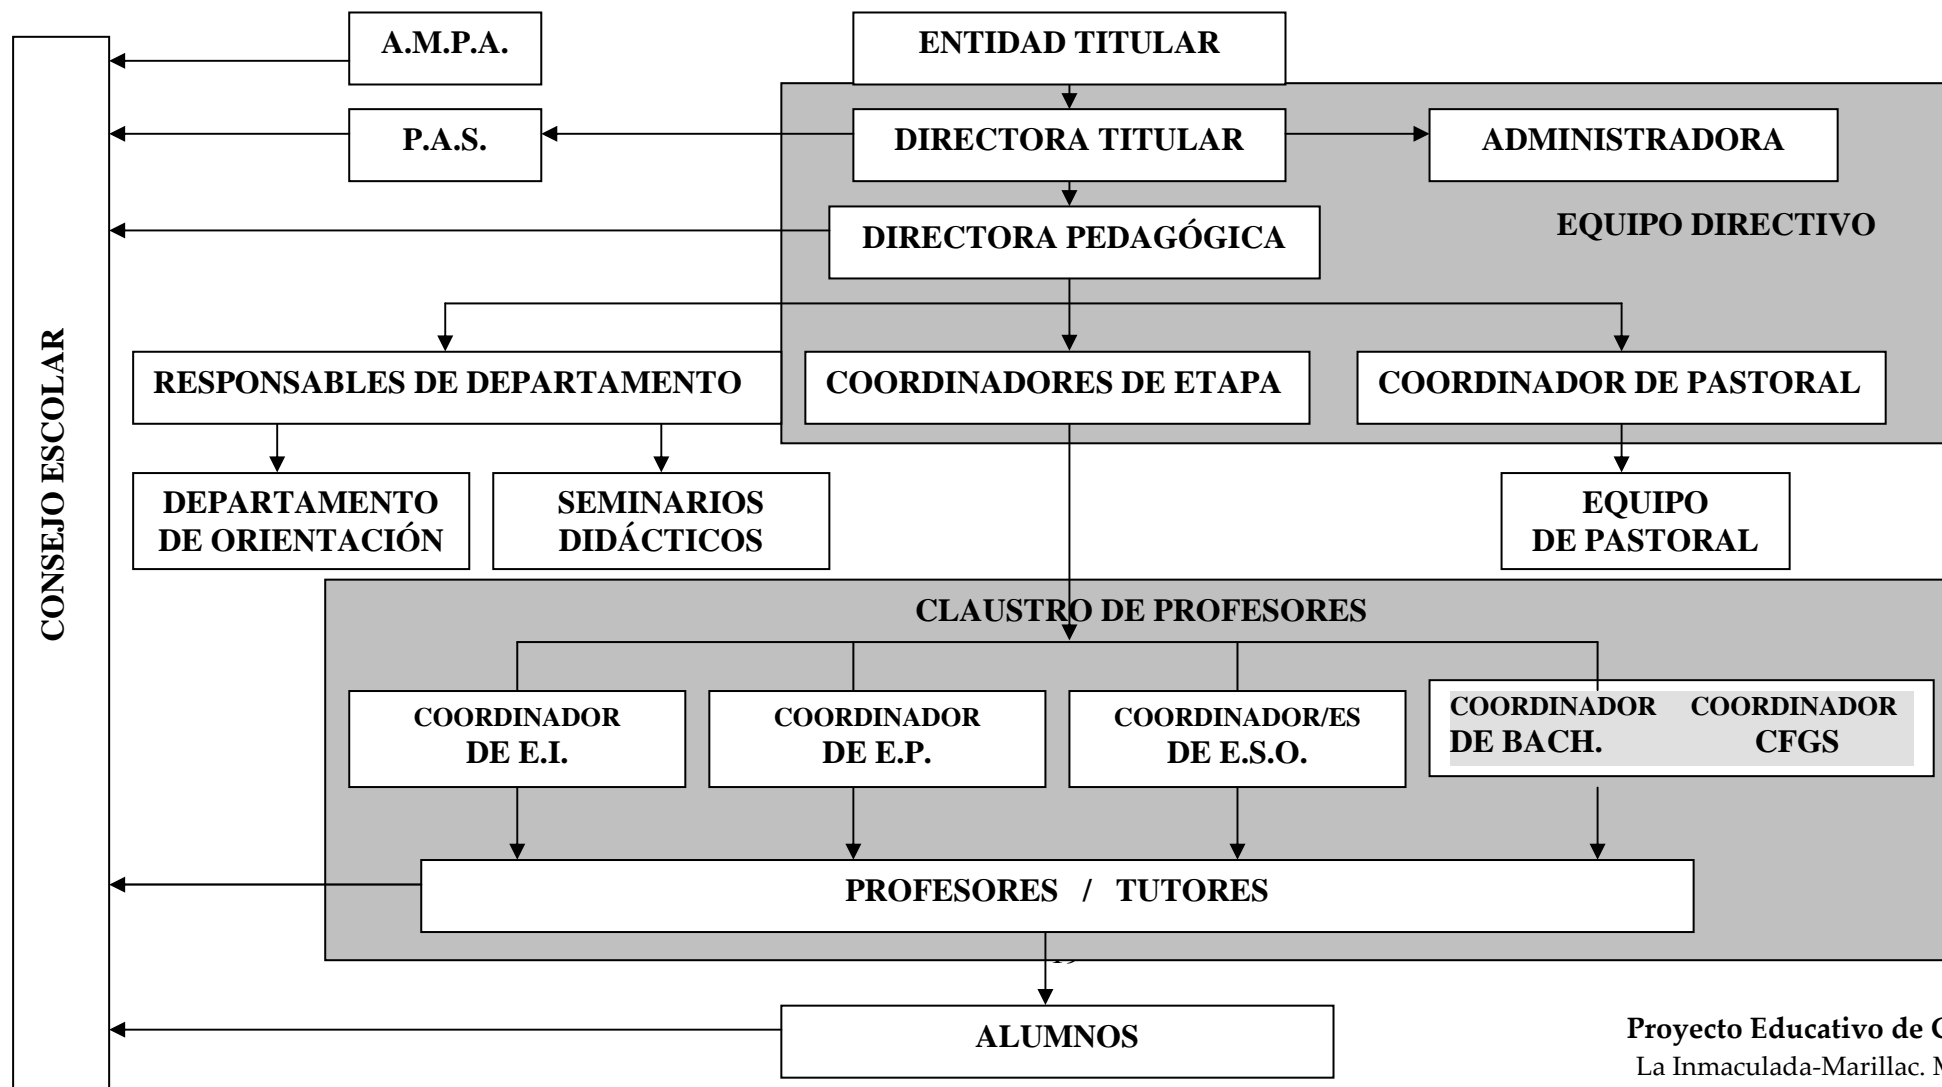 A.M.P.A.
ENTIDAD TITULAR
P.A.S.
DIRECTORA TITULAR
ADMINISTRADORA
DIRECTORA PEDAGÓGICA
EQUIPO DIRECTIVO
CONSEJO ESCOLAR
RESPONSABLES DE DEPARTAMENTO
COORDINADORES DE ETAPA
COORDINADOR DE PASTORAL
DEPARTAMENTO
DE ORIENTACIÓN
SEMINARIOS
DIDÁCTICOS
EQUIPO
DE PASTORAL
CLAUSTRO DE PROFESORES
COORDINADOR
DE E.I.
COORDINADOR
DE E.P.
COORDINADOR/ES
DE E.S.O.
COORDINADOR COORDINADOR
DE BACH. CFGS
PROFESORES / TUTORES
ALUMNOS
Proyecto Educativo de
La Inmaculada-Marillac.